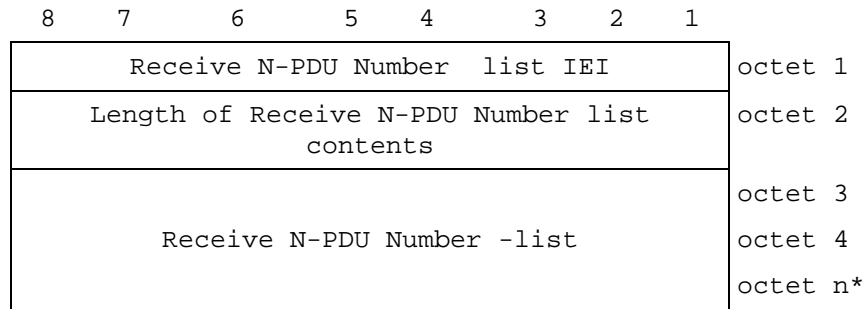 8 7 6 5 4 3 2 1
Receive N-PDU Number list IEI octet 1
Length of Receive N-PDU Number list octet 2
contents
octet 3
Receive N-PDU Number -list octet 4
octet n*